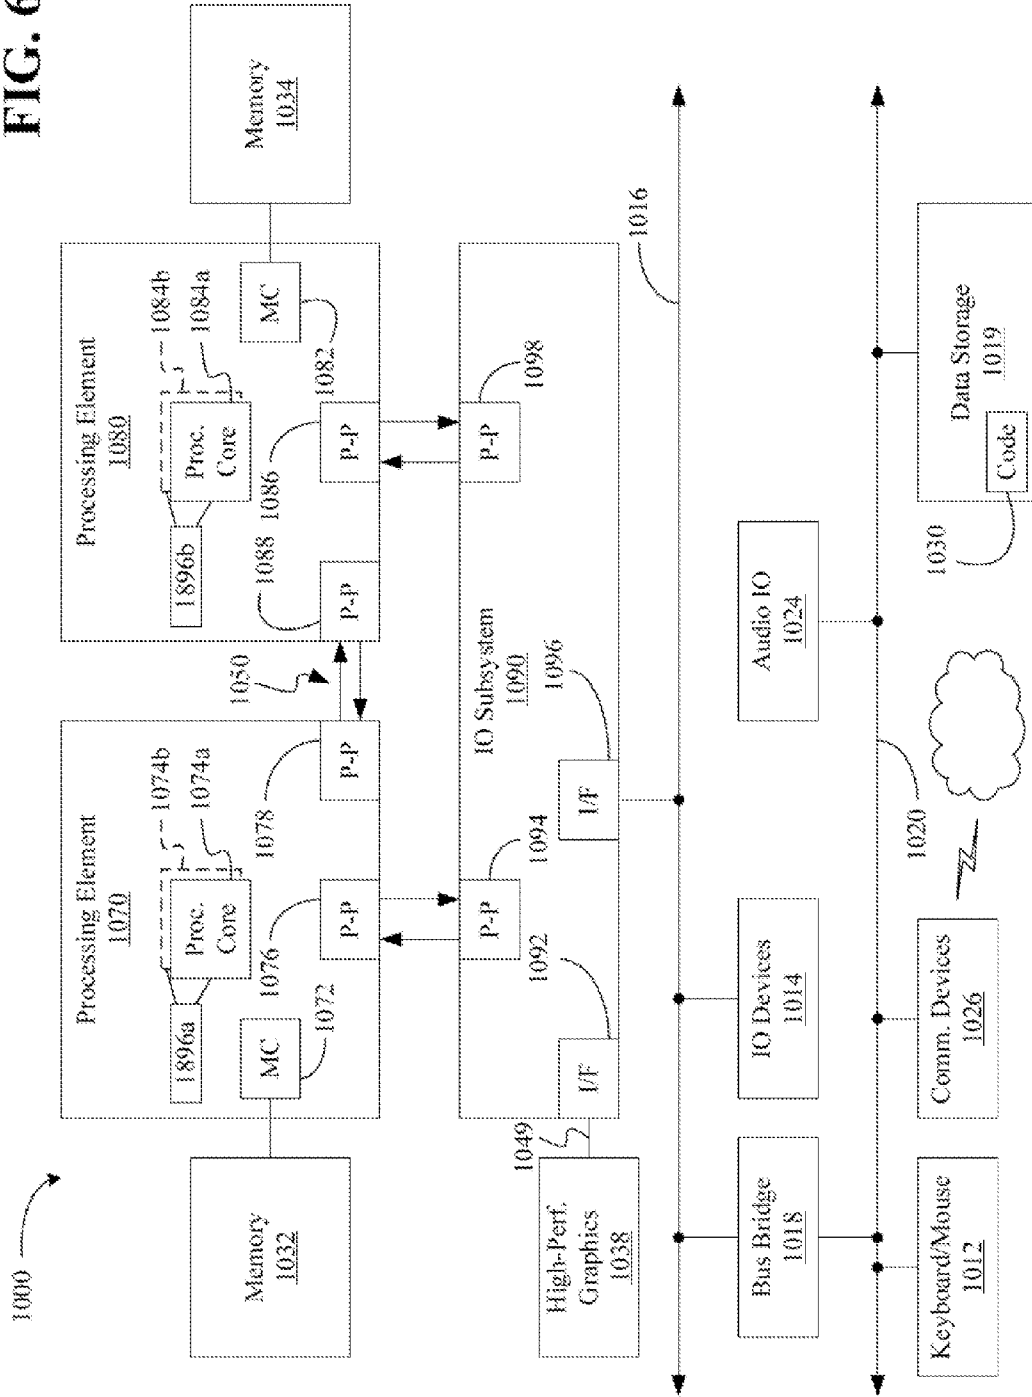 FIG. 6
1000
Memory
1032
Processing Element
1070
1896a
Proc.
Core
1074b
1074a
MC
1072
1076
P-P
1078
P-P
1050
Processing Element
1080
1896b
Proc.
Core
1084b
1084a
MC
1082
1088
P-P
1086
P-P
Memory
1034
High-Perf.
Graphics
1038
1049
IO Subsystem
1090
I/F
1092
P-P
1094
I/F
1096
P-P
1098
1016
Bus Bridge
1018
IO Devices
1014
Audio IO
1024
1020
Keyboard/Mouse
1012
Comm. Devices
1026
1030
Data Storage
1019
Code